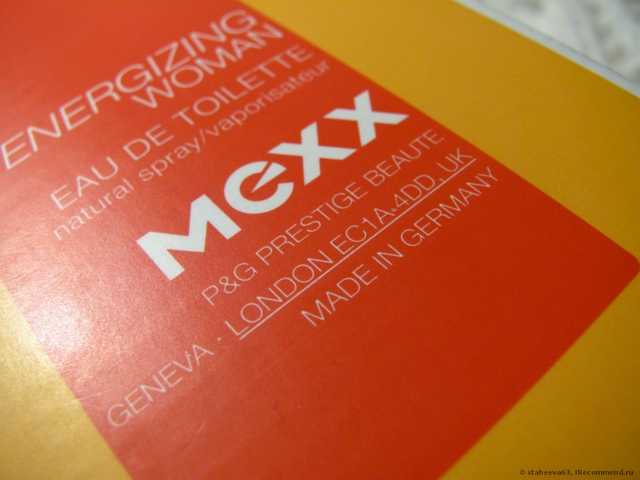 ENERGIZING
WOMAN
EAU DE TOILETTE
natural spray/vaporisateur
Mexx
P&G PRESTIGE BEAUTE
GENEVA · LONDON EC1A·4DD·UK
MADE IN GERMANY
© staheeva63, IRecommend.ru